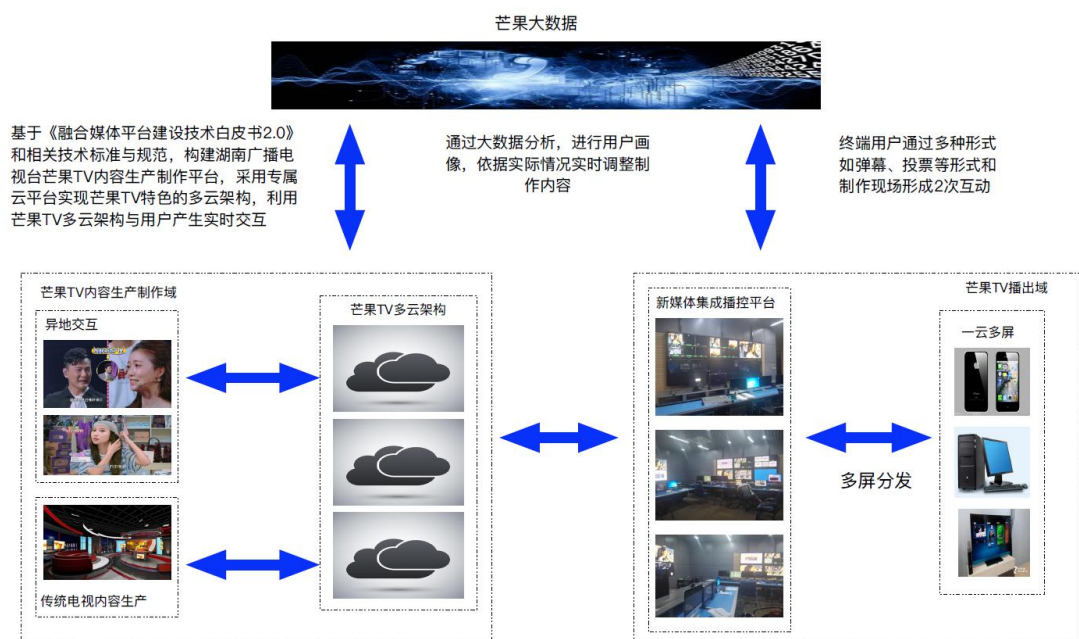 芒果大数据
基于《融合媒体平台建设技术白皮书2.0》
和相关技术标准与规范，构建湖南广播电
视台芒果TV内容生产制作平台，采用专属
云平台实现芒果TV特色的多云架构，利用
芒果TV多云架构与用户产生实时交互
通过大数据分析，进行用户画
像，依据实际情况实时调整制
作内容
终端用户通过多种形式
如弹幕、投票等形式和
制作现场形成2次互动
芒果TV内容生产制作域
异地交互
传统电视内容生产
芒果TV多云架构
新媒体集成播控平台
多屏分发
芒果TV播出域
一云多屏